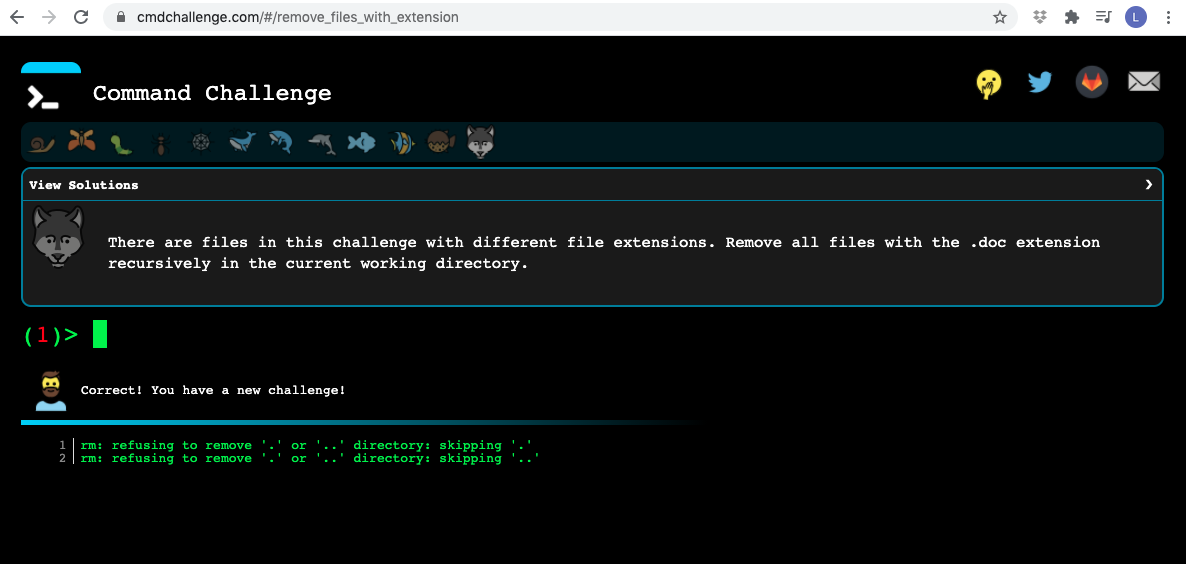 cmdchallenge.com/#/remove_files_with_extension
L
Command Challenge
View Solutions
There are files in this challenge with different file extensions. Remove all files with the .doc extension
recursively in the current working directory.
(1)>
Correct! You have a new challenge!
1 rm: refusing to remove '.' or '..' directory: skipping '.'
2 rm: refusing to remove '.' or '..' directory: skipping '..'